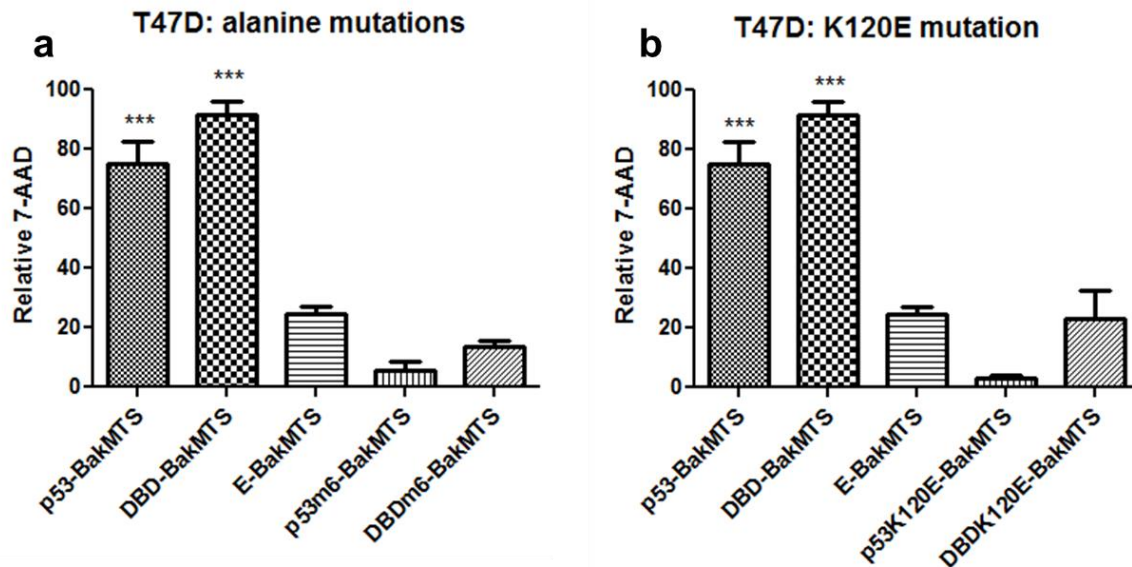 a
T47D: alanine mutations
Relative 7-AAD
100
80
60
40
20
0
***
***
p53-BakMTS
DBD-BakMTS
E-BakMTS
p53m6-BakMTS
DBDm6-BakMTS
b
T47D: K120E mutation
Relative 7-AAD
100
80
60
40
20
0
***
***
p53-BakMTS
DBD-BakMTS
E-BakMTS
p53K120E-BakMTS
DBDK120E-BakMTS